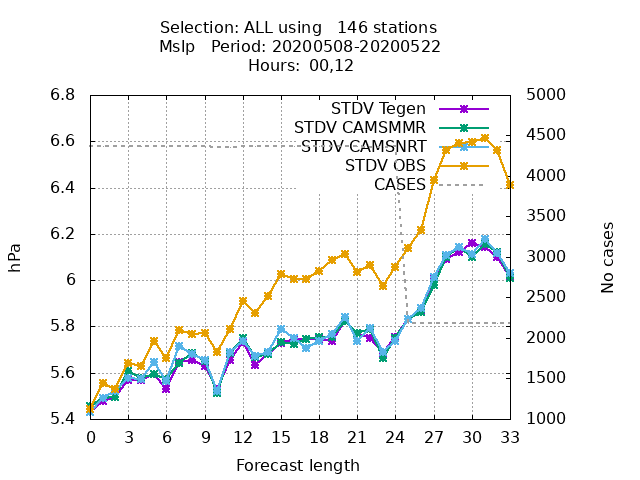 Selection: ALL using   146 stations
Mslp   Period: 20200508-20200522
Hours:  00,12
STDV Tegen
STDV CAMSMMR
STDV CAMSNRT
STDV OBS
CASES
6.8
6.6
6.4
6.2
6
5.8
5.6
5.4
hPa
5000
4500
4000
3500
3000
2500
2000
1500
1000
No cases
0 3 6 9 12 15 18 21 24 27 30 33
Forecast length